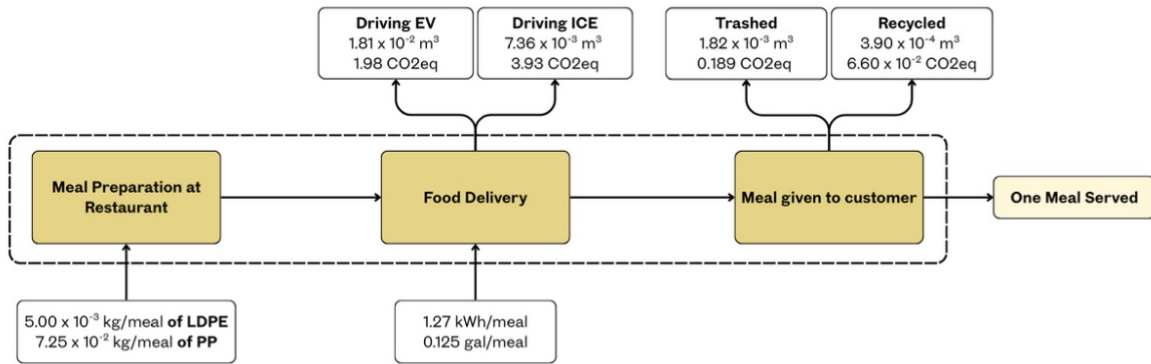 Driving EV
1.81 x 10⁻² m³
1.98 CO2eq
Driving ICE
7.36 x 10⁻³ m³
3.93 CO2eq
Trashed
1.82 x 10⁻³ m³
0.189 CO2eq
Recycled
3.90 x 10⁻⁴ m³
6.60 x 10⁻² CO2eq
Meal Preparation at
Restaurant
Food Delivery
Meal given to customer
One Meal Served
5.00 x 10⁻³ kg/meal of LDPE
7.25 x 10⁻² kg/meal of PP
1.27 kWh/meal
0.125 gal/meal